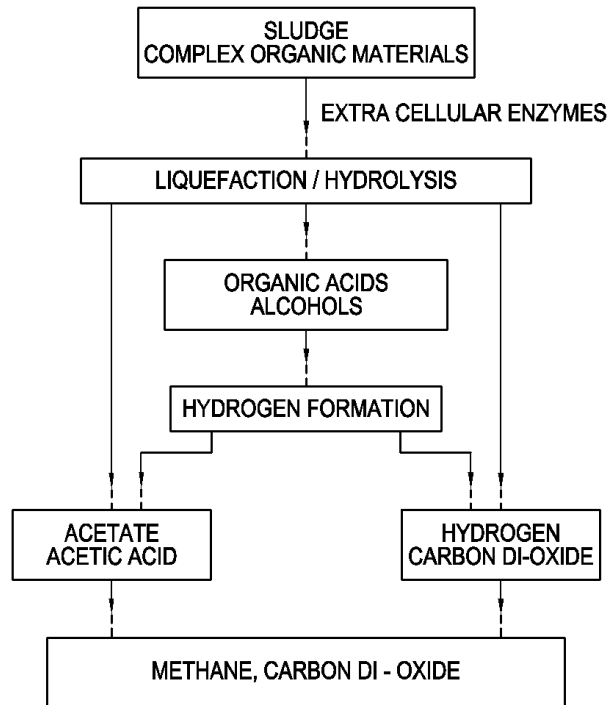 SLUDGE
COMPLEX ORGANIC MATERIALS
EXTRA CELLULAR ENZYMES
LIQUEFACTION / HYDROLYSIS
ORGANIC ACIDS
ALCOHOLS
HYDROGEN FORMATION
ACETATE
ACETIC ACID
HYDROGEN
CARBON DI-OXIDE
METHANE, CARBON DI - OXIDE